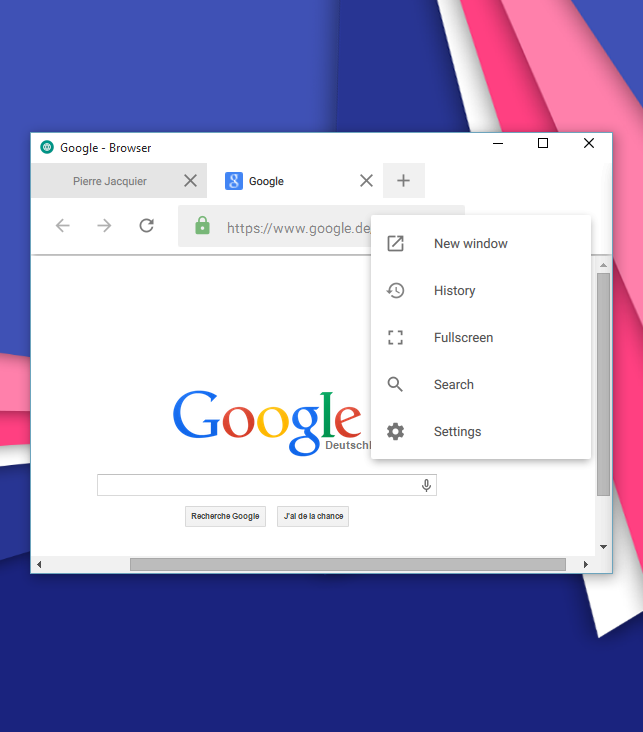 Google - Browser
Pierre Jacquier
Google
https://www.google.de
New window
History
Fullscreen
Search
Settings
Google
Deutschl
Recherche Google
J'ai de la chance